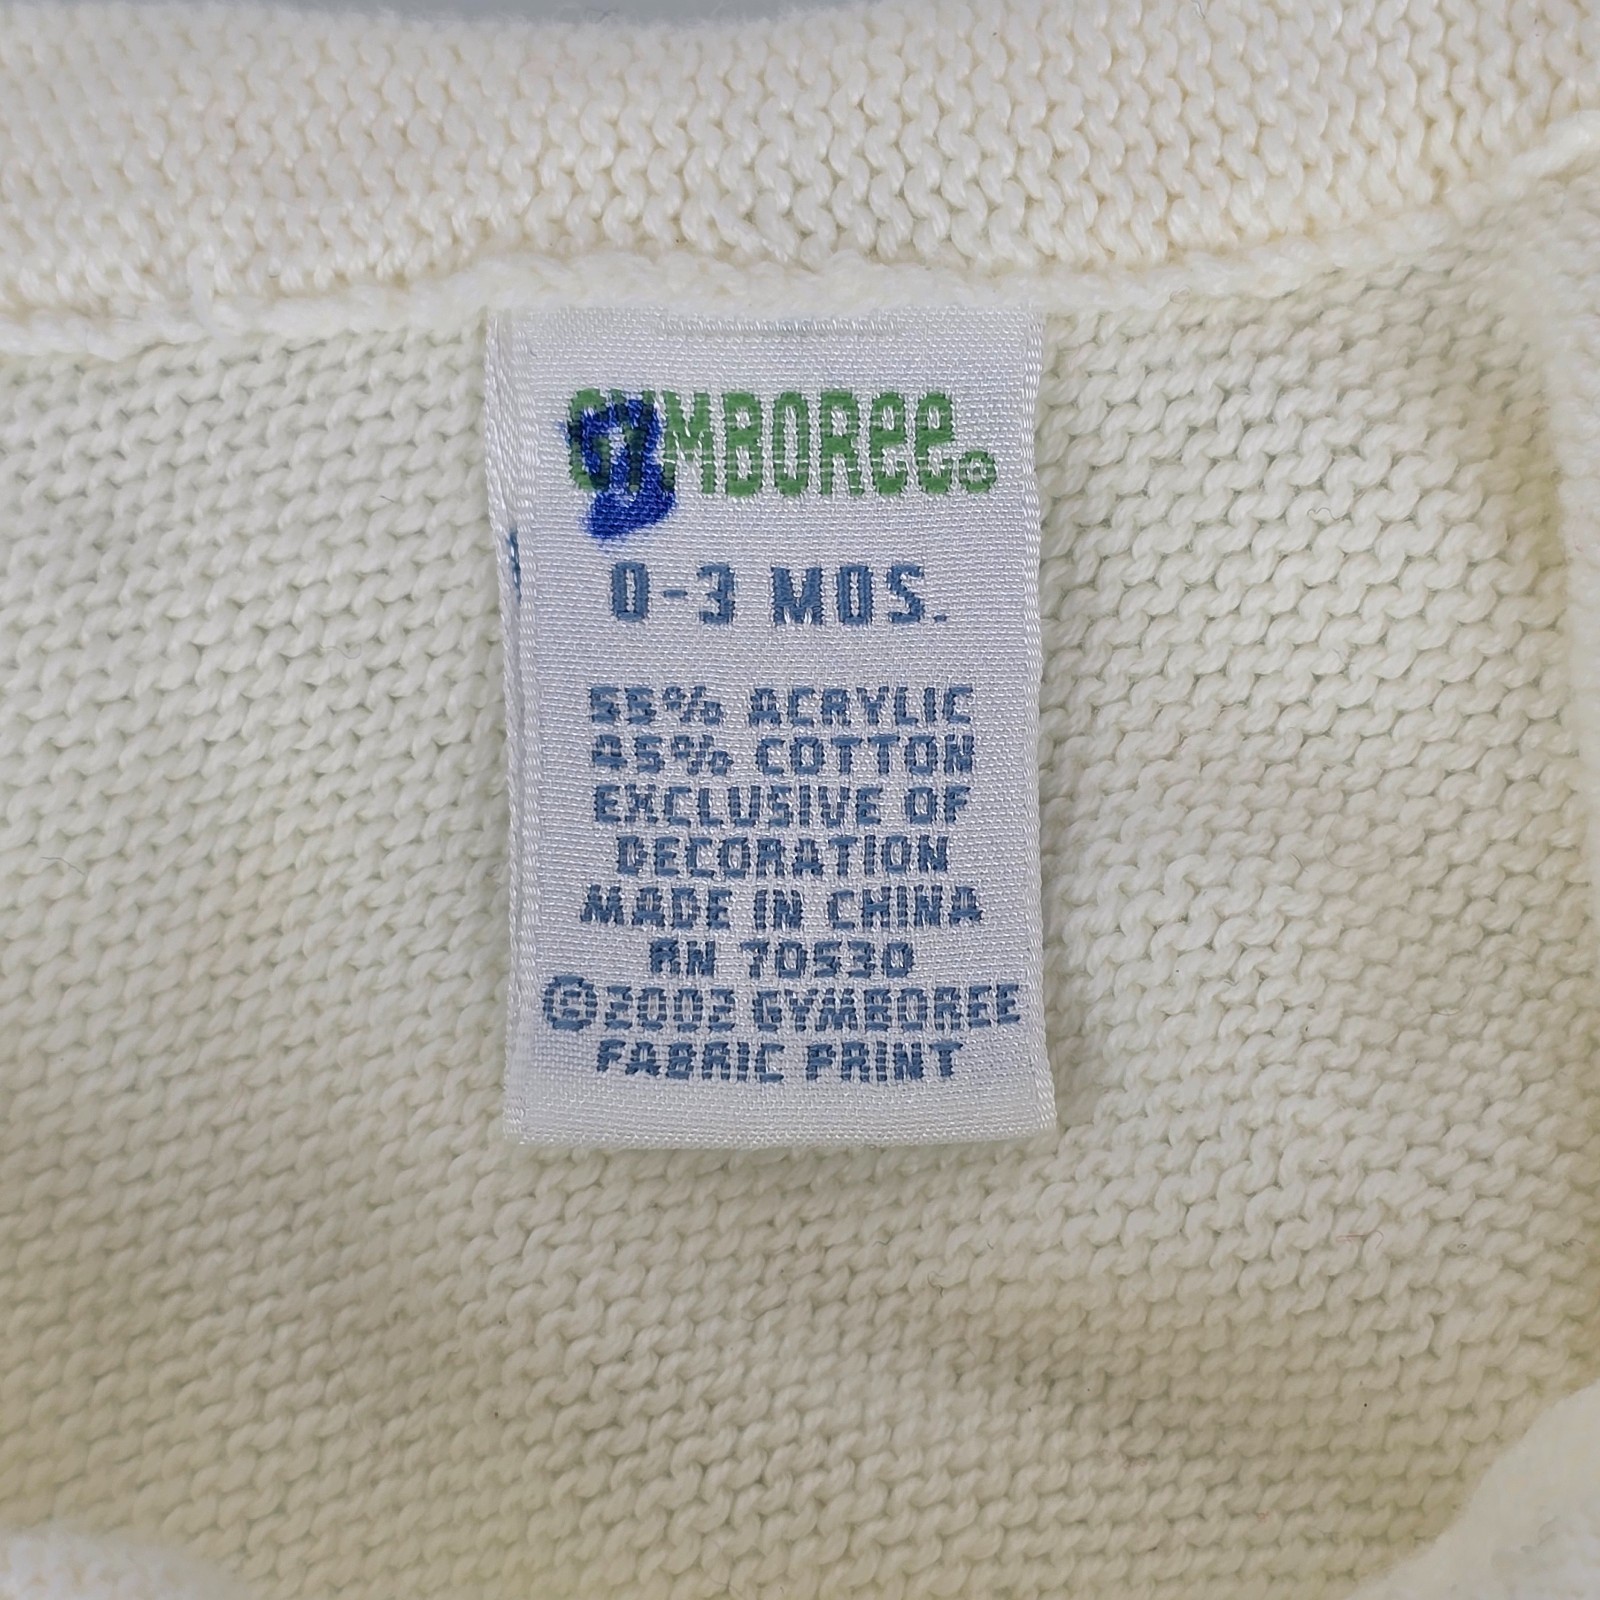 GYMBOREE®
0-3 MOS.
55% ACRYLIC
45% COTTON
EXCLUSIVE OF
DECORATION
MADE IN CHINA
RN 70530
©2003 GYMBOREE
FABRIC PRINT